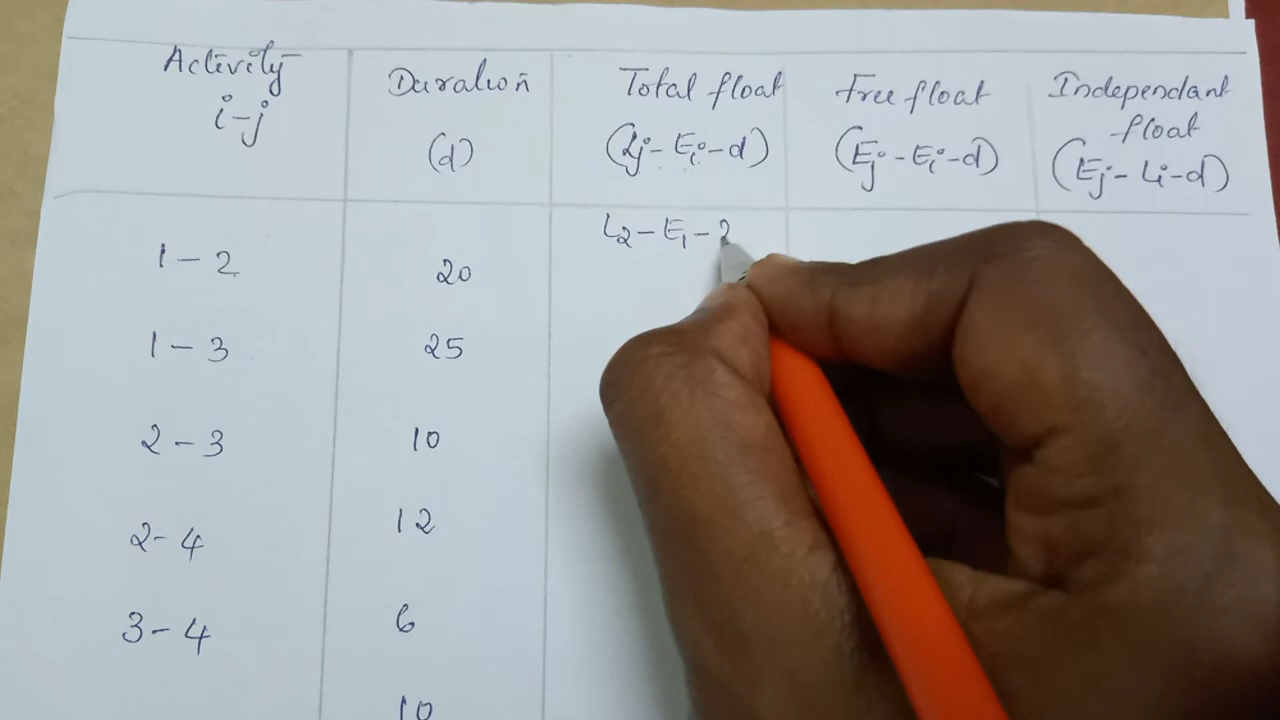 Activity
i-j
Duration
(d)
Total float
(Lj-Ei-d)
Free float
(Ej-Ei-d)
Independant
float
(Ej-Li-d)
L2-E1-2
1-2
20
1-3
25
2-3
10
2-4
12
3-4
6
10